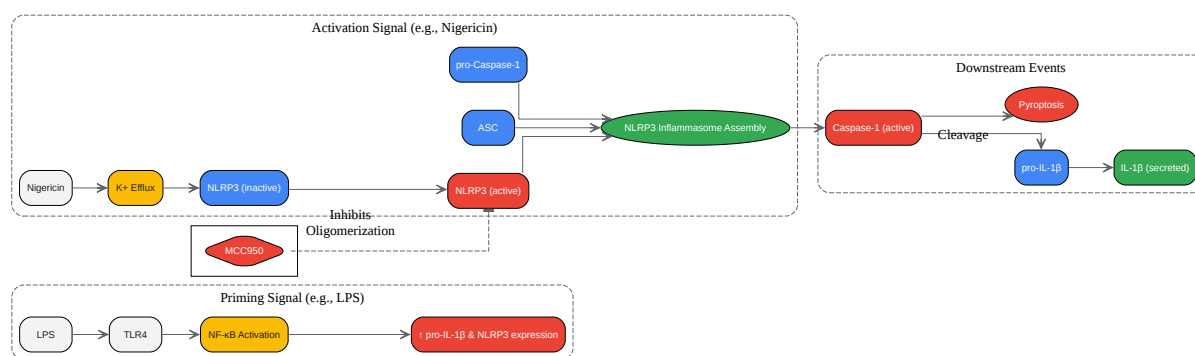 Activation Signal (e.g., Nigericin)
pro-Caspase-1
ASC
NLRP3 Inflammasome Assembly
Nigericin
K+ Efflux
NLRP3 (inactive)
NLRP3 (active)
Downstream Events
Caspase-1 (active)
Pyroptosis
Cleavage
pro-IL-1β
IL-1β (secreted)
Inhibits
Oligomerization
MCC950
Priming Signal (e.g., LPS)
LPS
TLR4
NF-κB Activation
↑ pro-IL-1β & NLRP3 expression